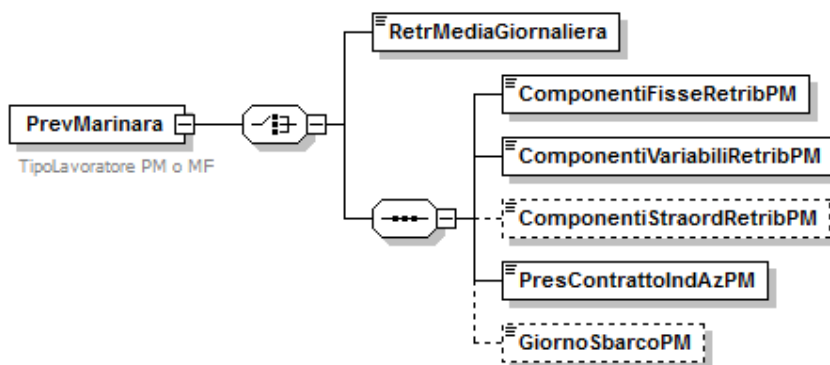 RetrMediaGiornaliera
ComponentiFisseRetribPM
PrevMarinara
ComponentiVariabiliRetribPM
TipoLavoratore PM o MF
ComponentiStraordRetribPM
PresContrattoIndAzPM
GiornoSbarcoPM